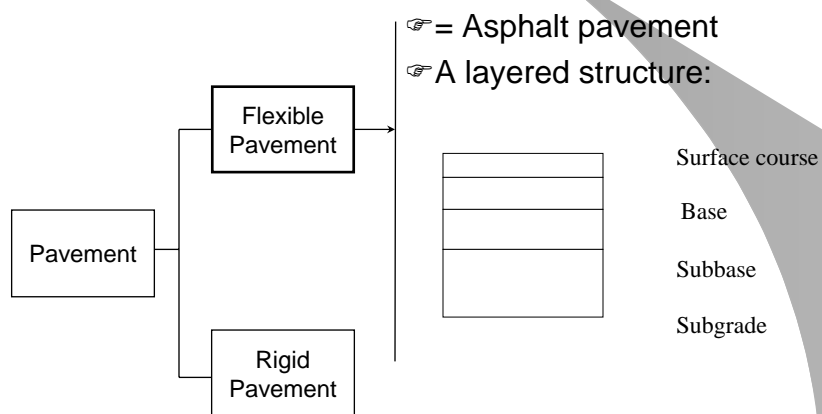 ☞= Asphalt pavement
☞A layered structure:
Flexible
Pavement
Surface course
Base
Pavement
Subbase
Subgrade
Rigid
Pavement